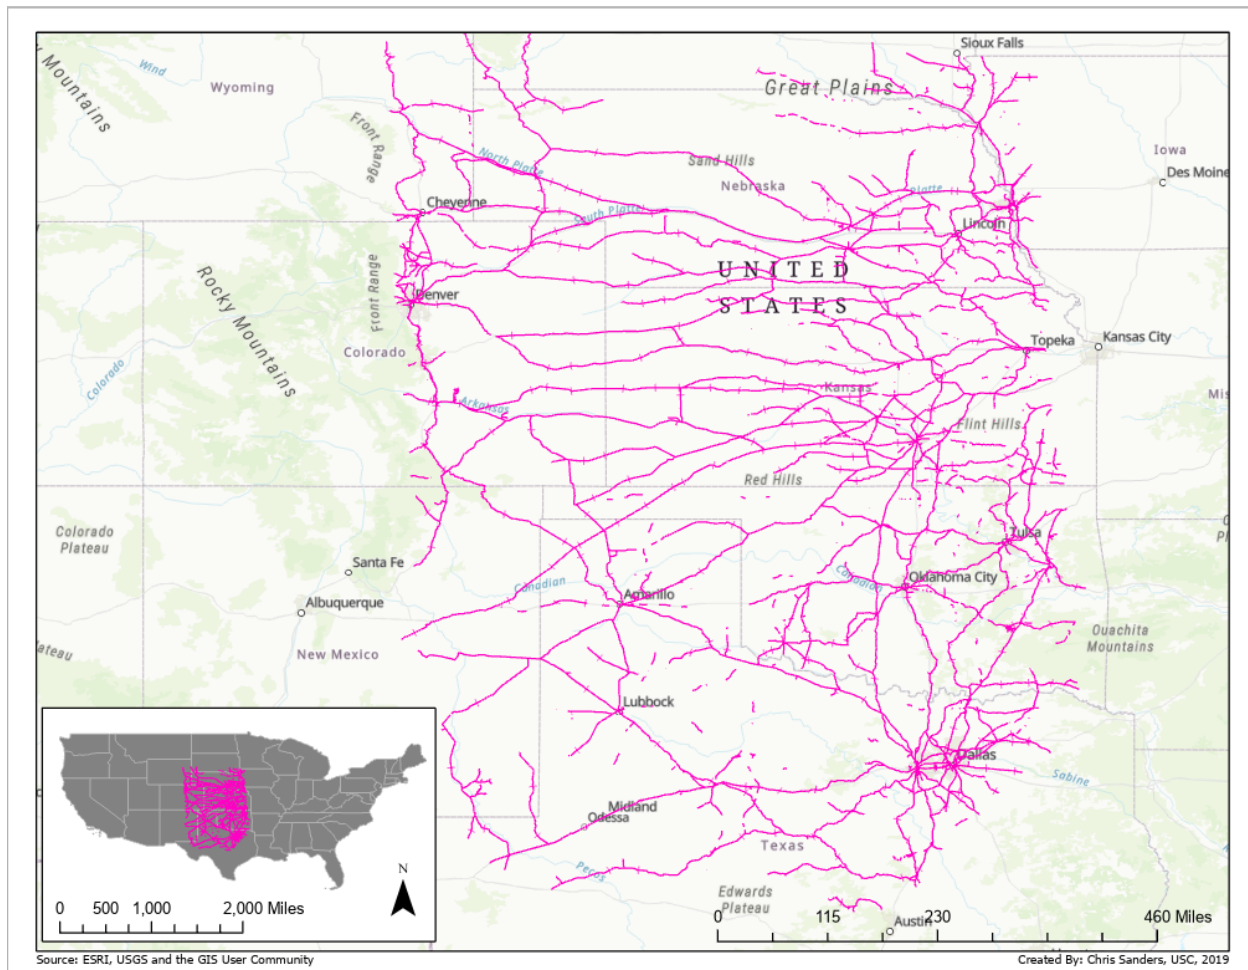 Sioux Falls
Wind
Wyoming
Great Plains
Mountains
Front Range
Iowa
North Platte
Sand Hills
Des Moine
Nebraska
Platte
Cheyenne
South Platte
Lincoln
UNITED
STATES
Rocky Mountains
Front Range
Denver
Topeka
Kansas City
Colorado
Colorado
Kansas
Mis
Arkansas
Flint Hills
Red Hills
Colorado
Plateau
Tulsa
Santa Fe
Canadian
Canadian
Oklahoma City
Amarillo
Albuquerque
Ouachita
Mountains
ateau
New Mexico
Lubbock
Dallas
Sabine
Midland
Odessa
Texas
Pecos
Edwards
Plateau
Austin
N
0 500 1,000 2,000 Miles
0 115 230 460 Miles
Source: ESRI, USGS and the GIS User Community
Created By: Chris Sanders, USC, 2019